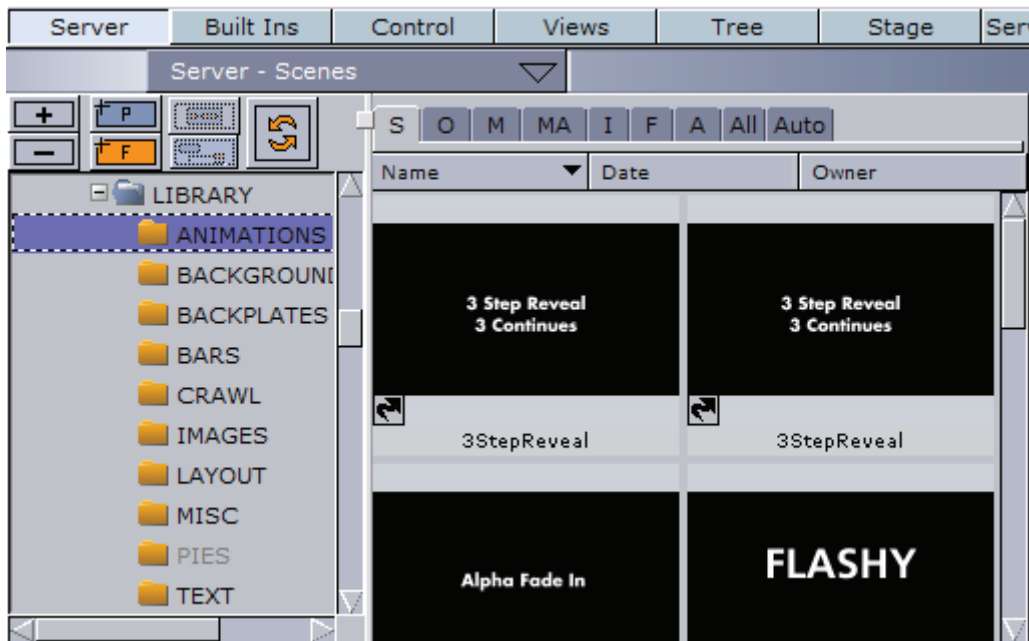 Server Built Ins Control Views Tree Stage Ser
Server - Scenes
P
F
S O M MA I F A All Auto
Name Date Owner
LIBRARY
ANIMATIONS
BACKGROUND
BACKPLATES
BARS
CRAWL
IMAGES
LAYOUT
MISC
PIES
TEXT
3 Step Reveal
3 Continues
3StepReveal
3 Step Reveal
3 Continues
3StepReveal
Alpha Fade In
FLASHY